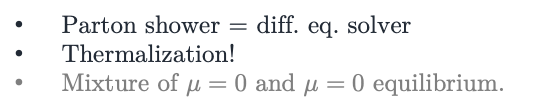 • Parton shower = diff. eq. solver
• Thermalization!
• Mixture of μ = 0 and μ = 0 equilibrium.